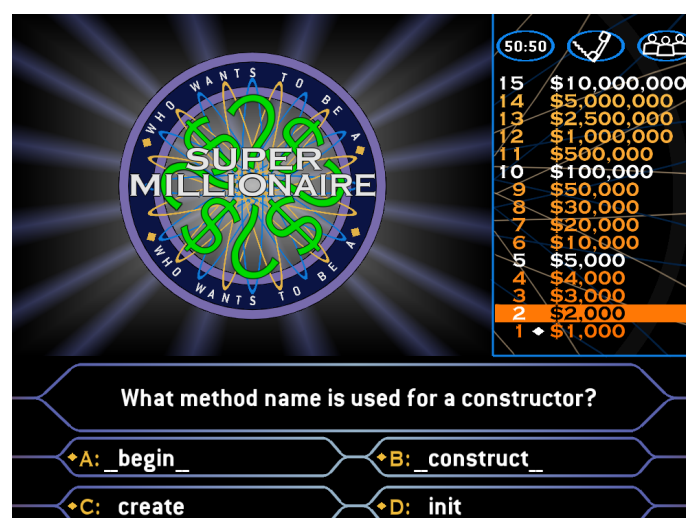 WHO WANTS TO BE A
SUPER
MILLIONAIRE
WHO WANTS TO BE A
50:50
15 $10,000,000
14 $5,000,000
13 $2,500,000
12 $1,000,000
11 $500,000
10 $100,000
9 $50,000
8 $30,000
7 $20,000
6 $10,000
5 $5,000
4 $4,000
3 $3,000
2 $2,000
1 $1,000
What method name is used for a constructor?
A: _begin_
B: _construct__
C: create
D: init